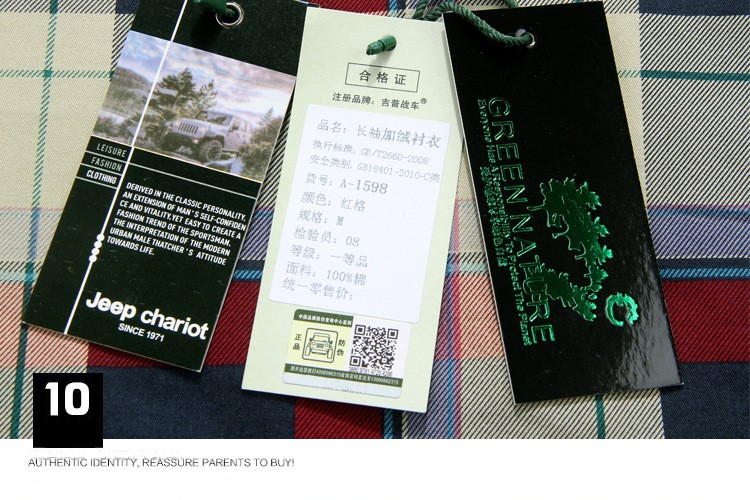 LEISURE
FASHION
CLOTHING
DERIVED IN THE CLASSIC PERSONALITY,
AN EXTENSION OF MAN'S SELF-CONFIDEN
CE AND VITALITY,YET EASY TO CREATE A
FASHION TREND OF THE SPORTSMAN.
THE INTERPRETATION OF THE MODERN
URBAN MALE THATCHER'S ATTITUDE
TOWARDS LIFE.
Jeep chariot
SINCE 1971
合格证
注册品牌：吉普战车®
品名：长袖加绒衬衣
执行标准：GB/T2660-2008
安全类别：GB18401-2010-C类
货号：A-1598
颜色：红格
规格：M
检验员：08
等级：一等品
面料：100%棉
统一零售价：
正品
防伪
GREENNATURE
10
AUTHENTIC IDENTITY, REASSURE PARENTS TO BUY!